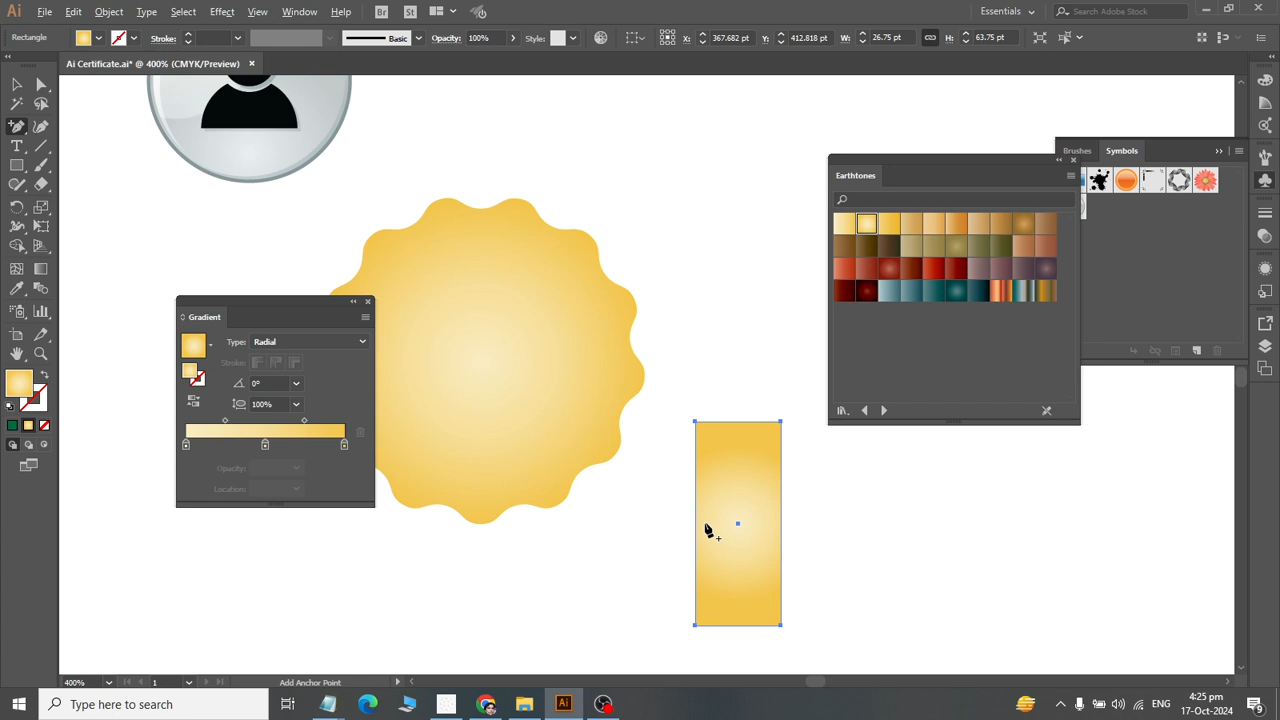 Ai File Edit Object Type Select Effect View Window Help Br St Essentials Search Adobe Stock
Rectangle Stroke: Basic Opacity: 100% Style: X: 367.682 pt Y: 412.818 pt W: 26.75 pt H: 63.75 pt
Ai Certificate.ai* @ 400% (CMYK/Preview)
Brushes Symbols
Earthtones
Gradient
Type: Radial
Stroke:
0°
100%
Opacity:
Location:
400% 1 Add Anchor Point
Type here to search
Ai
ENG
4:25 pm
17-Oct-2024
9